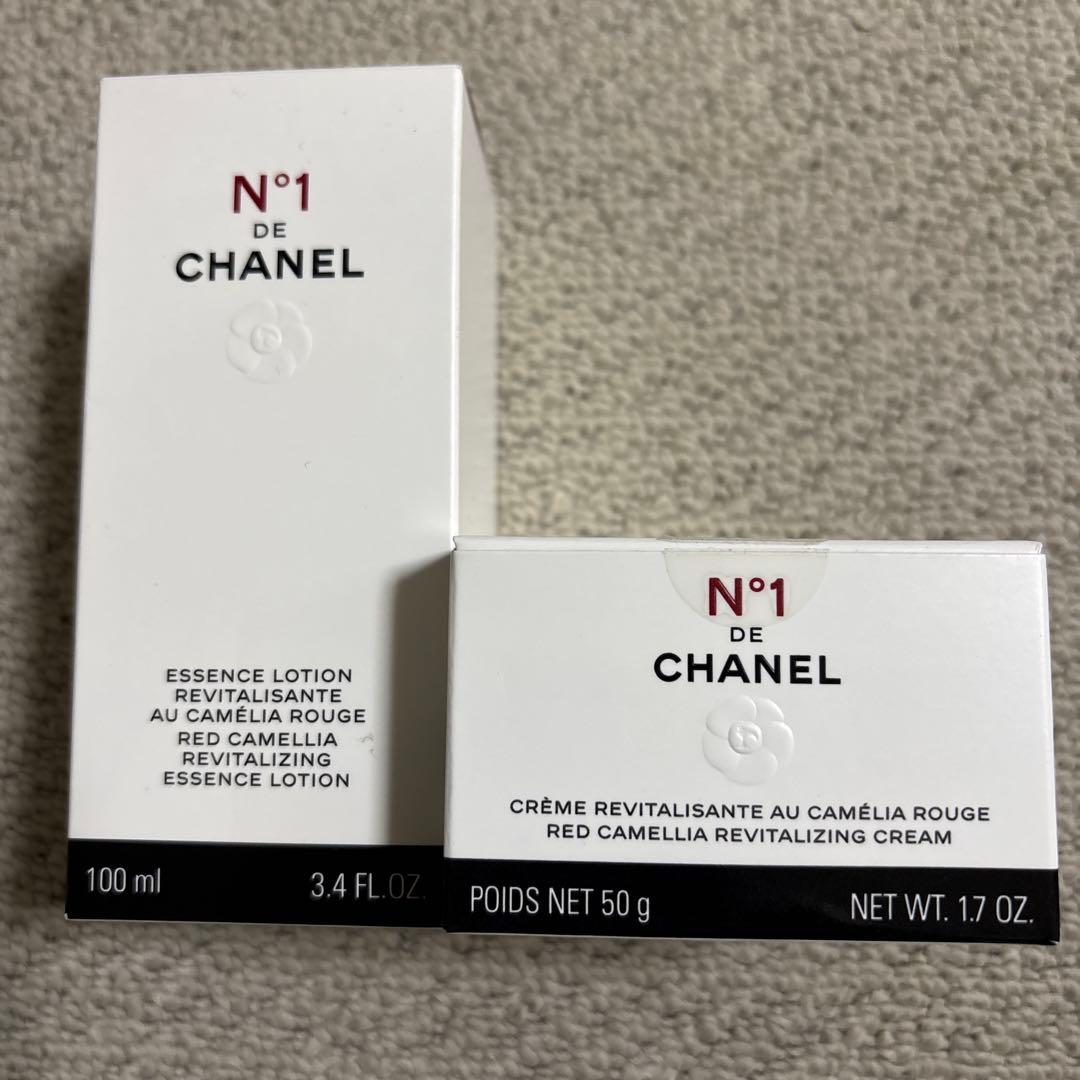 N°1
DE
CHANEL
ESSENCE LOTION
REVITALISANTE
AU CAMÉLIA ROUGE
RED CAMELLIA
REVITALIZING
ESSENCE LOTION
100 ml
3.4 FL.OZ.
N°1
DE
CHANEL
CRÈME REVITALISANTE AU CAMÉLIA ROUGE
RED CAMELLIA REVITALIZING CREAM
POIDS NET 50 g
NET WT. 1.7 OZ.